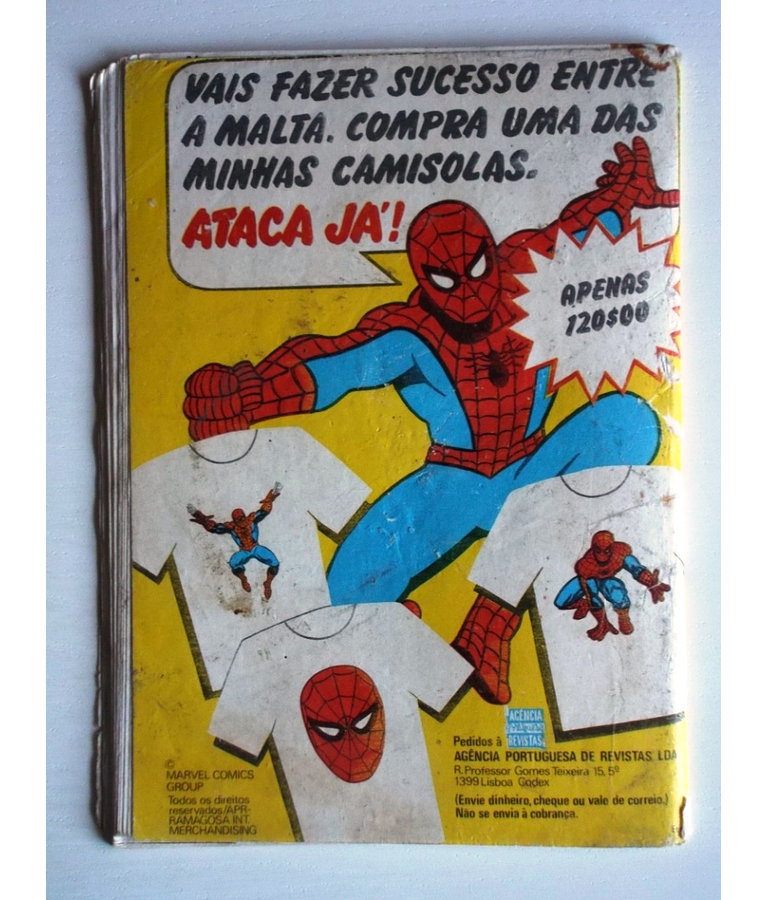 VAIS FAZER SUCESSO ENTRE
A MALTA. COMPRA UMA DAS
MINHAS CAMISOLAS.
ATACA JÁ!
APENAS
120$00
Pedidos à
AGÊNCIA
REVISTAS
AGÊNCIA PORTUGUESA DE REVISTAS LDA
R. Professor Gomes Teixeira 15, 5º
1399 Lisboa Codex
(Envie dinheiro, cheque ou vale de correio.)
Não se envia à cobrança.
©
MARVEL COMICS
GROUP
Todos os direitos
reservados/APR-
RAMAGOSA INT.
MERCHANDISING